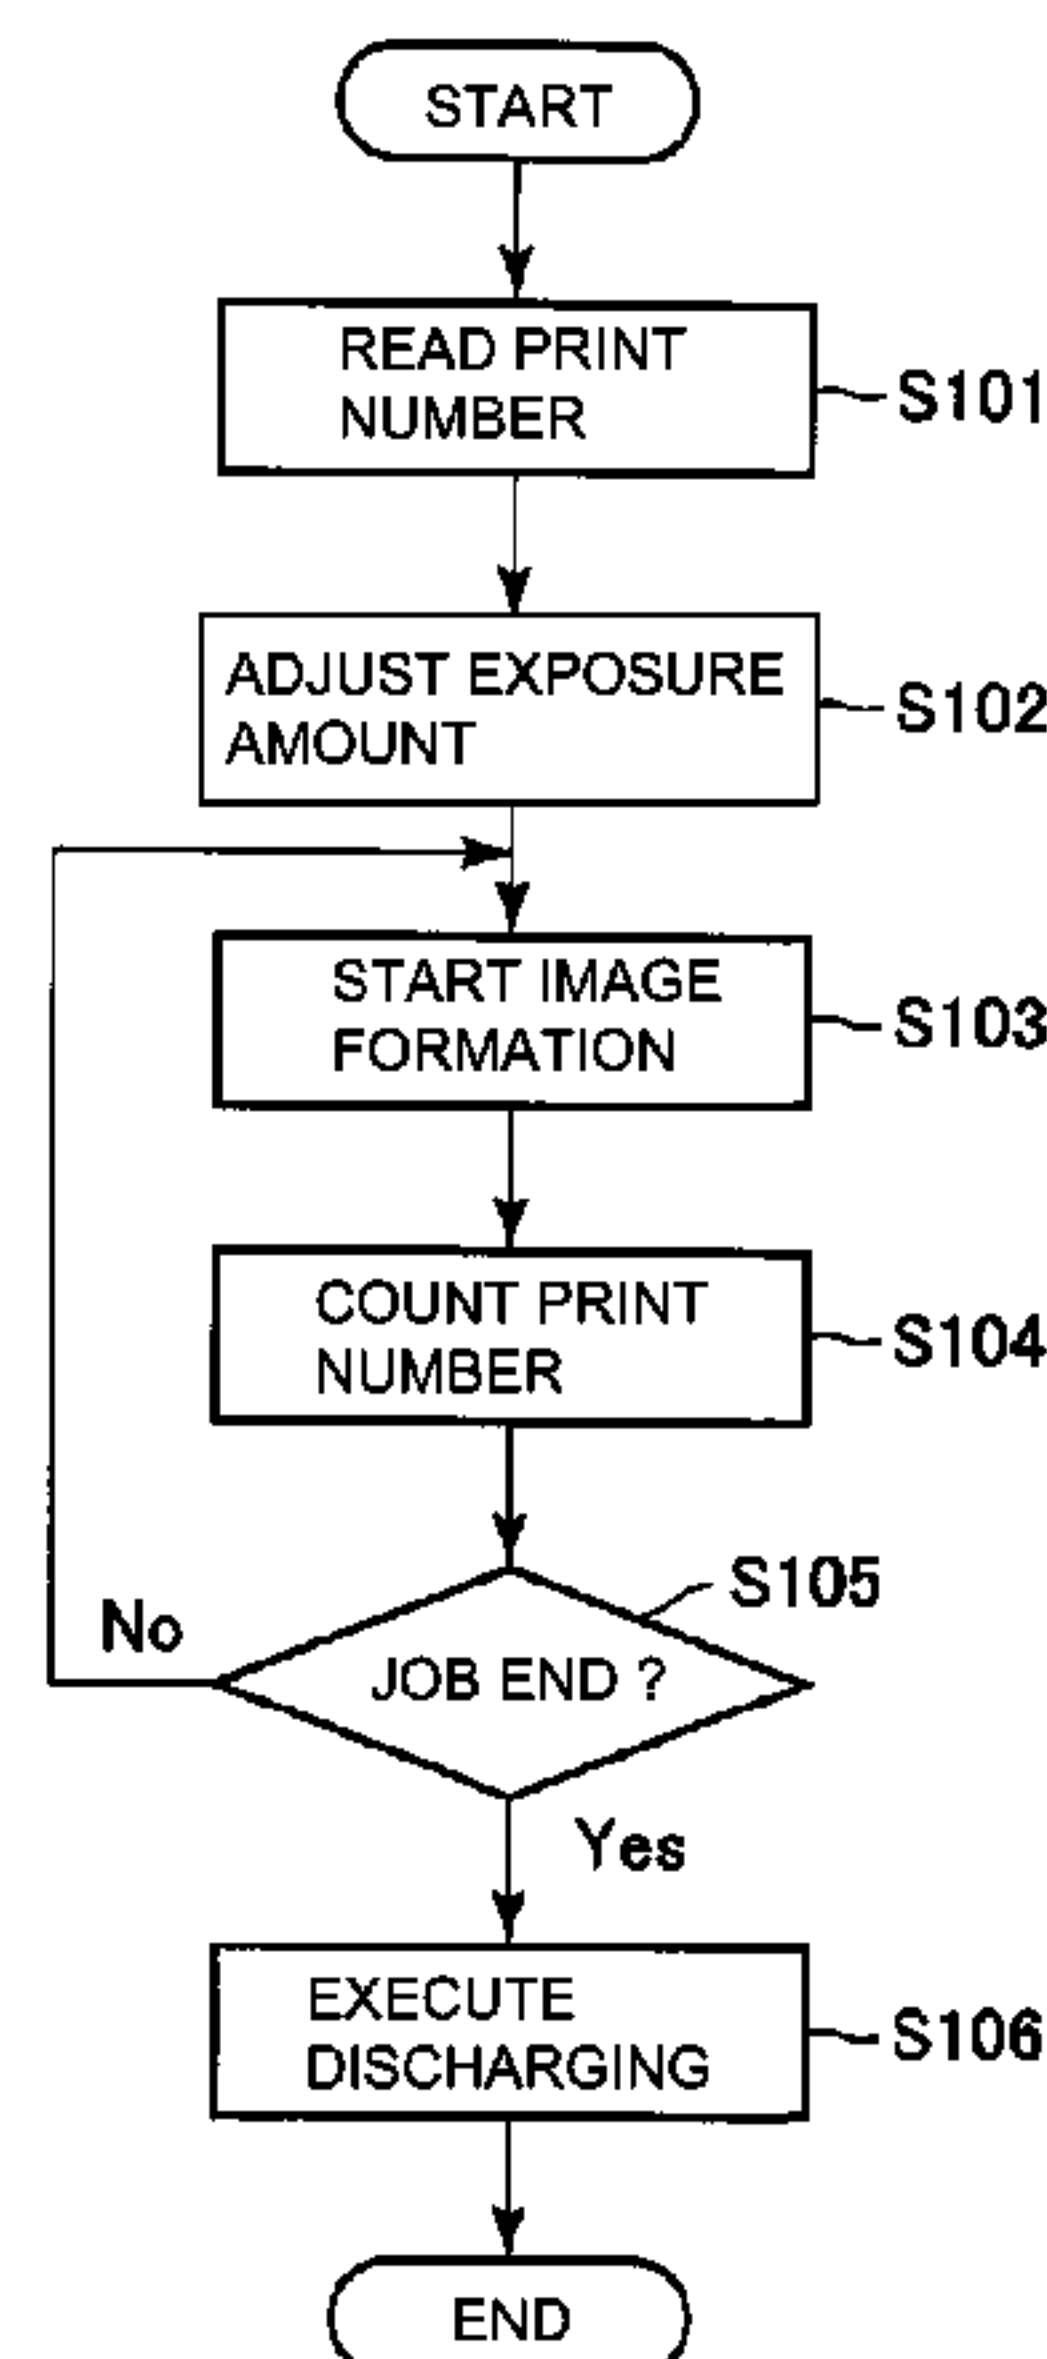 START
READ PRINT
NUMBER
S101
ADJUST EXPOSURE
AMOUNT
S102
START IMAGE
FORMATION
S103
COUNT PRINT
NUMBER
S104
S105
No
JOB END ?
Yes
EXECUTE
DISCHARGING
S106
END